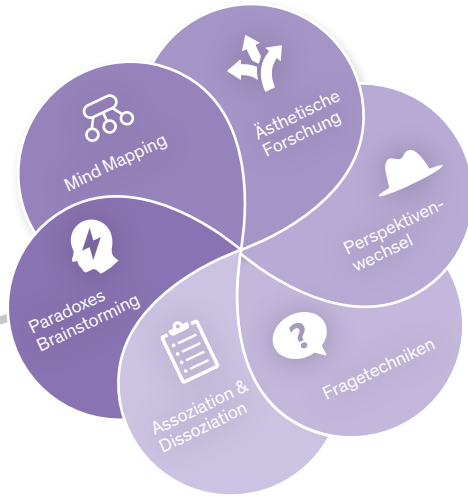 Ästhetische
Forschung
Mind Mapping
Perspektiven-
wechsel
Paradoxes
Brainstorming
Fragetechniken
Assoziation &
Dissoziation
?